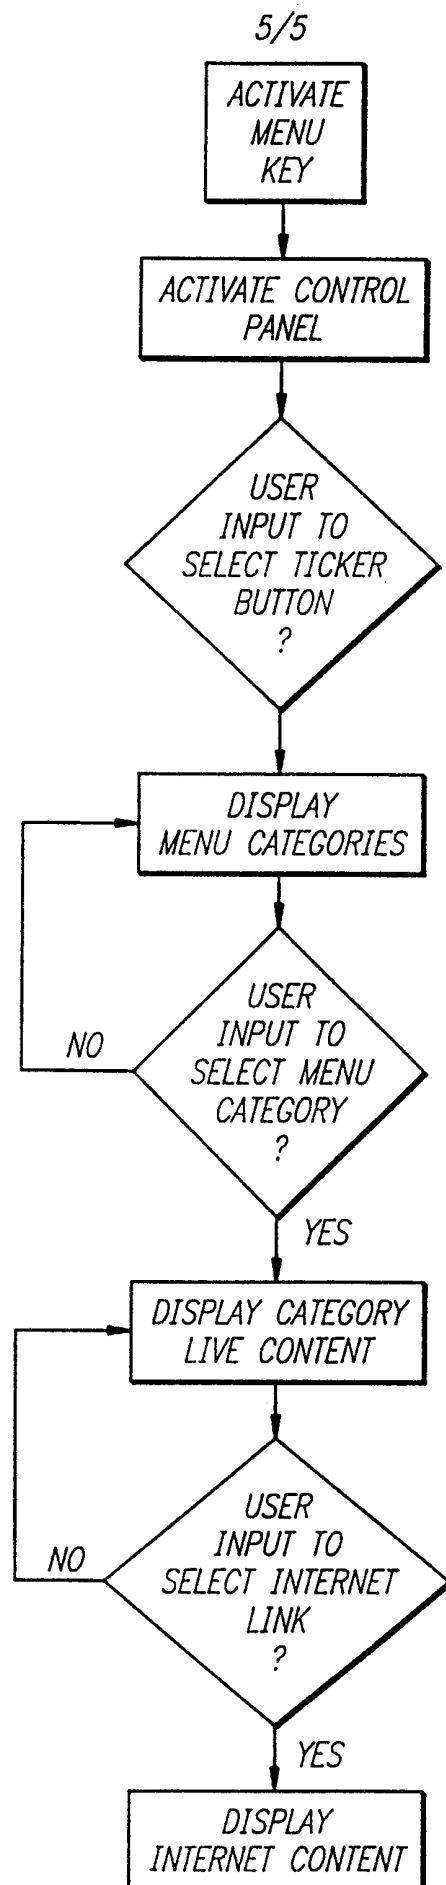 5/5
ACTIVATE
MENU
KEY
ACTIVATE CONTROL
PANEL
USER
INPUT TO
SELECT TICKER
BUTTON
?
DISPLAY
MENU CATEGORIES
USER
INPUT TO
SELECT MENU
CATEGORY
?
NO
YES
DISPLAY CATEGORY
LIVE CONTENT
USER
INPUT TO
SELECT INTERNET
LINK
?
NO
YES
DISPLAY
INTERNET CONTENT